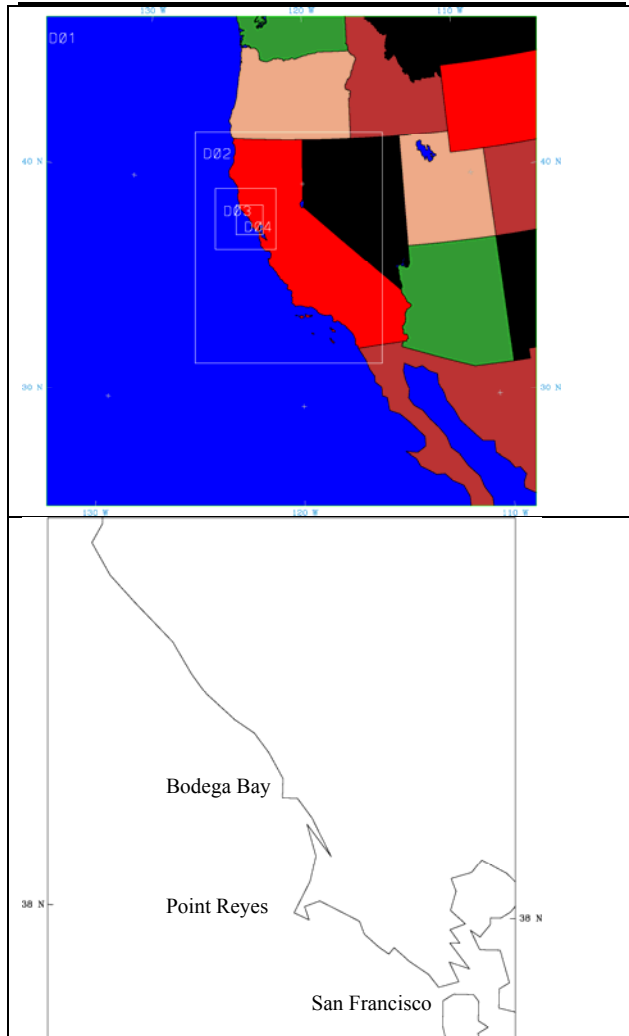 D01
40 N
40 N
D02
D03
D04
30 N
30 N
130 W
120 W
110 W
130 W
120 W
110 W
Bodega Bay
Point Reyes
38 N
38 N
San Francisco